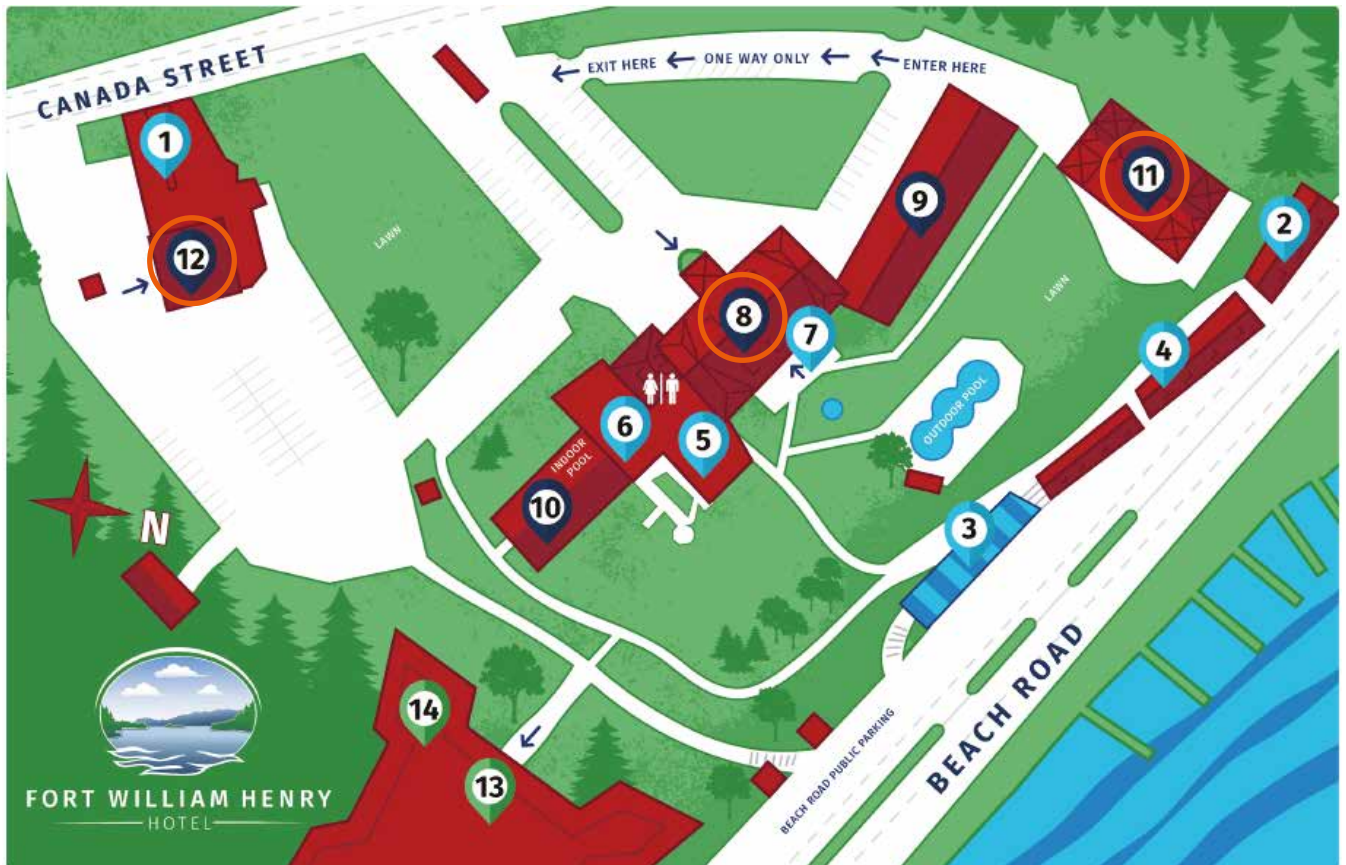 CANADA STREET
EXIT HERE
ONE WAY ONLY
ENTER HERE
1
11
9
2
12
LAWN
8
7
LAWN
4
OUTDOOR POOL
6
5
INDOOR
POOL
10
3
N
14
13
BEACH ROAD
BEACH ROAD PUBLIC PARKING
FORT WILLIAM HENRY
HOTEL